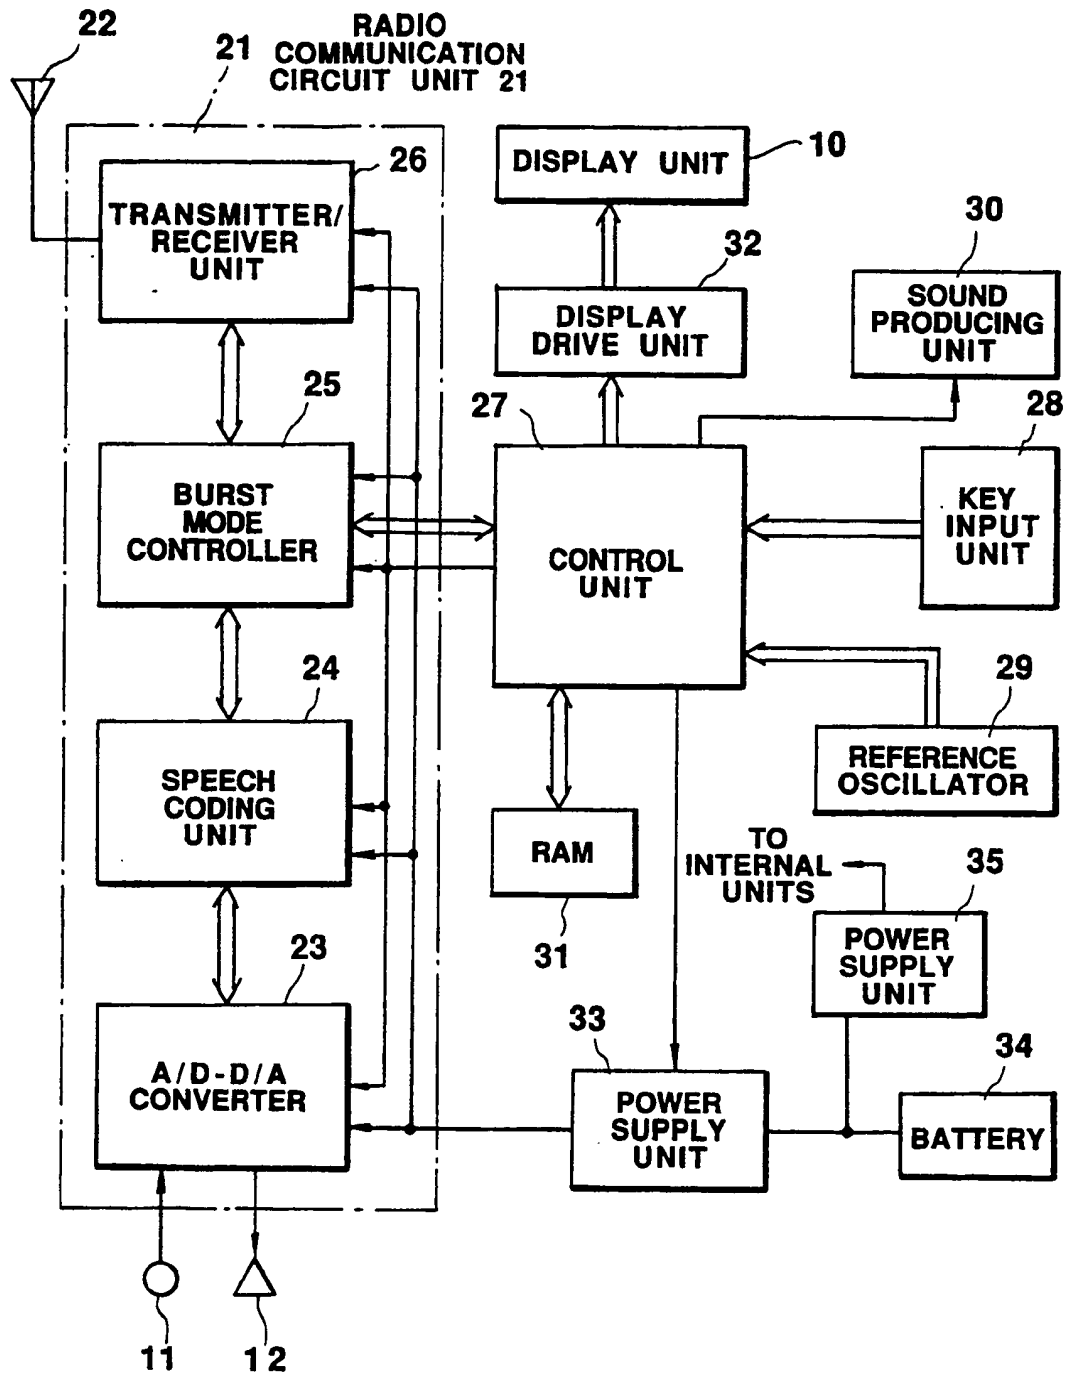 22
21
RADIO
COMMUNICATION
CIRCUIT UNIT 21
26
TRANSMITTER/
RECEIVER
UNIT
DISPLAY UNIT
10
32
DISPLAY
DRIVE UNIT
30
SOUND
PRODUCING
UNIT
25
BURST
MODE
CONTROLLER
27
CONTROL
UNIT
28
KEY
INPUT
UNIT
24
SPEECH
CODING
UNIT
29
REFERENCE
OSCILLATOR
RAM
31
TO
INTERNAL
UNITS
35
POWER
SUPPLY
UNIT
23
A/D-D/A
CONVERTER
33
POWER
SUPPLY
UNIT
34
BATTERY
11
12